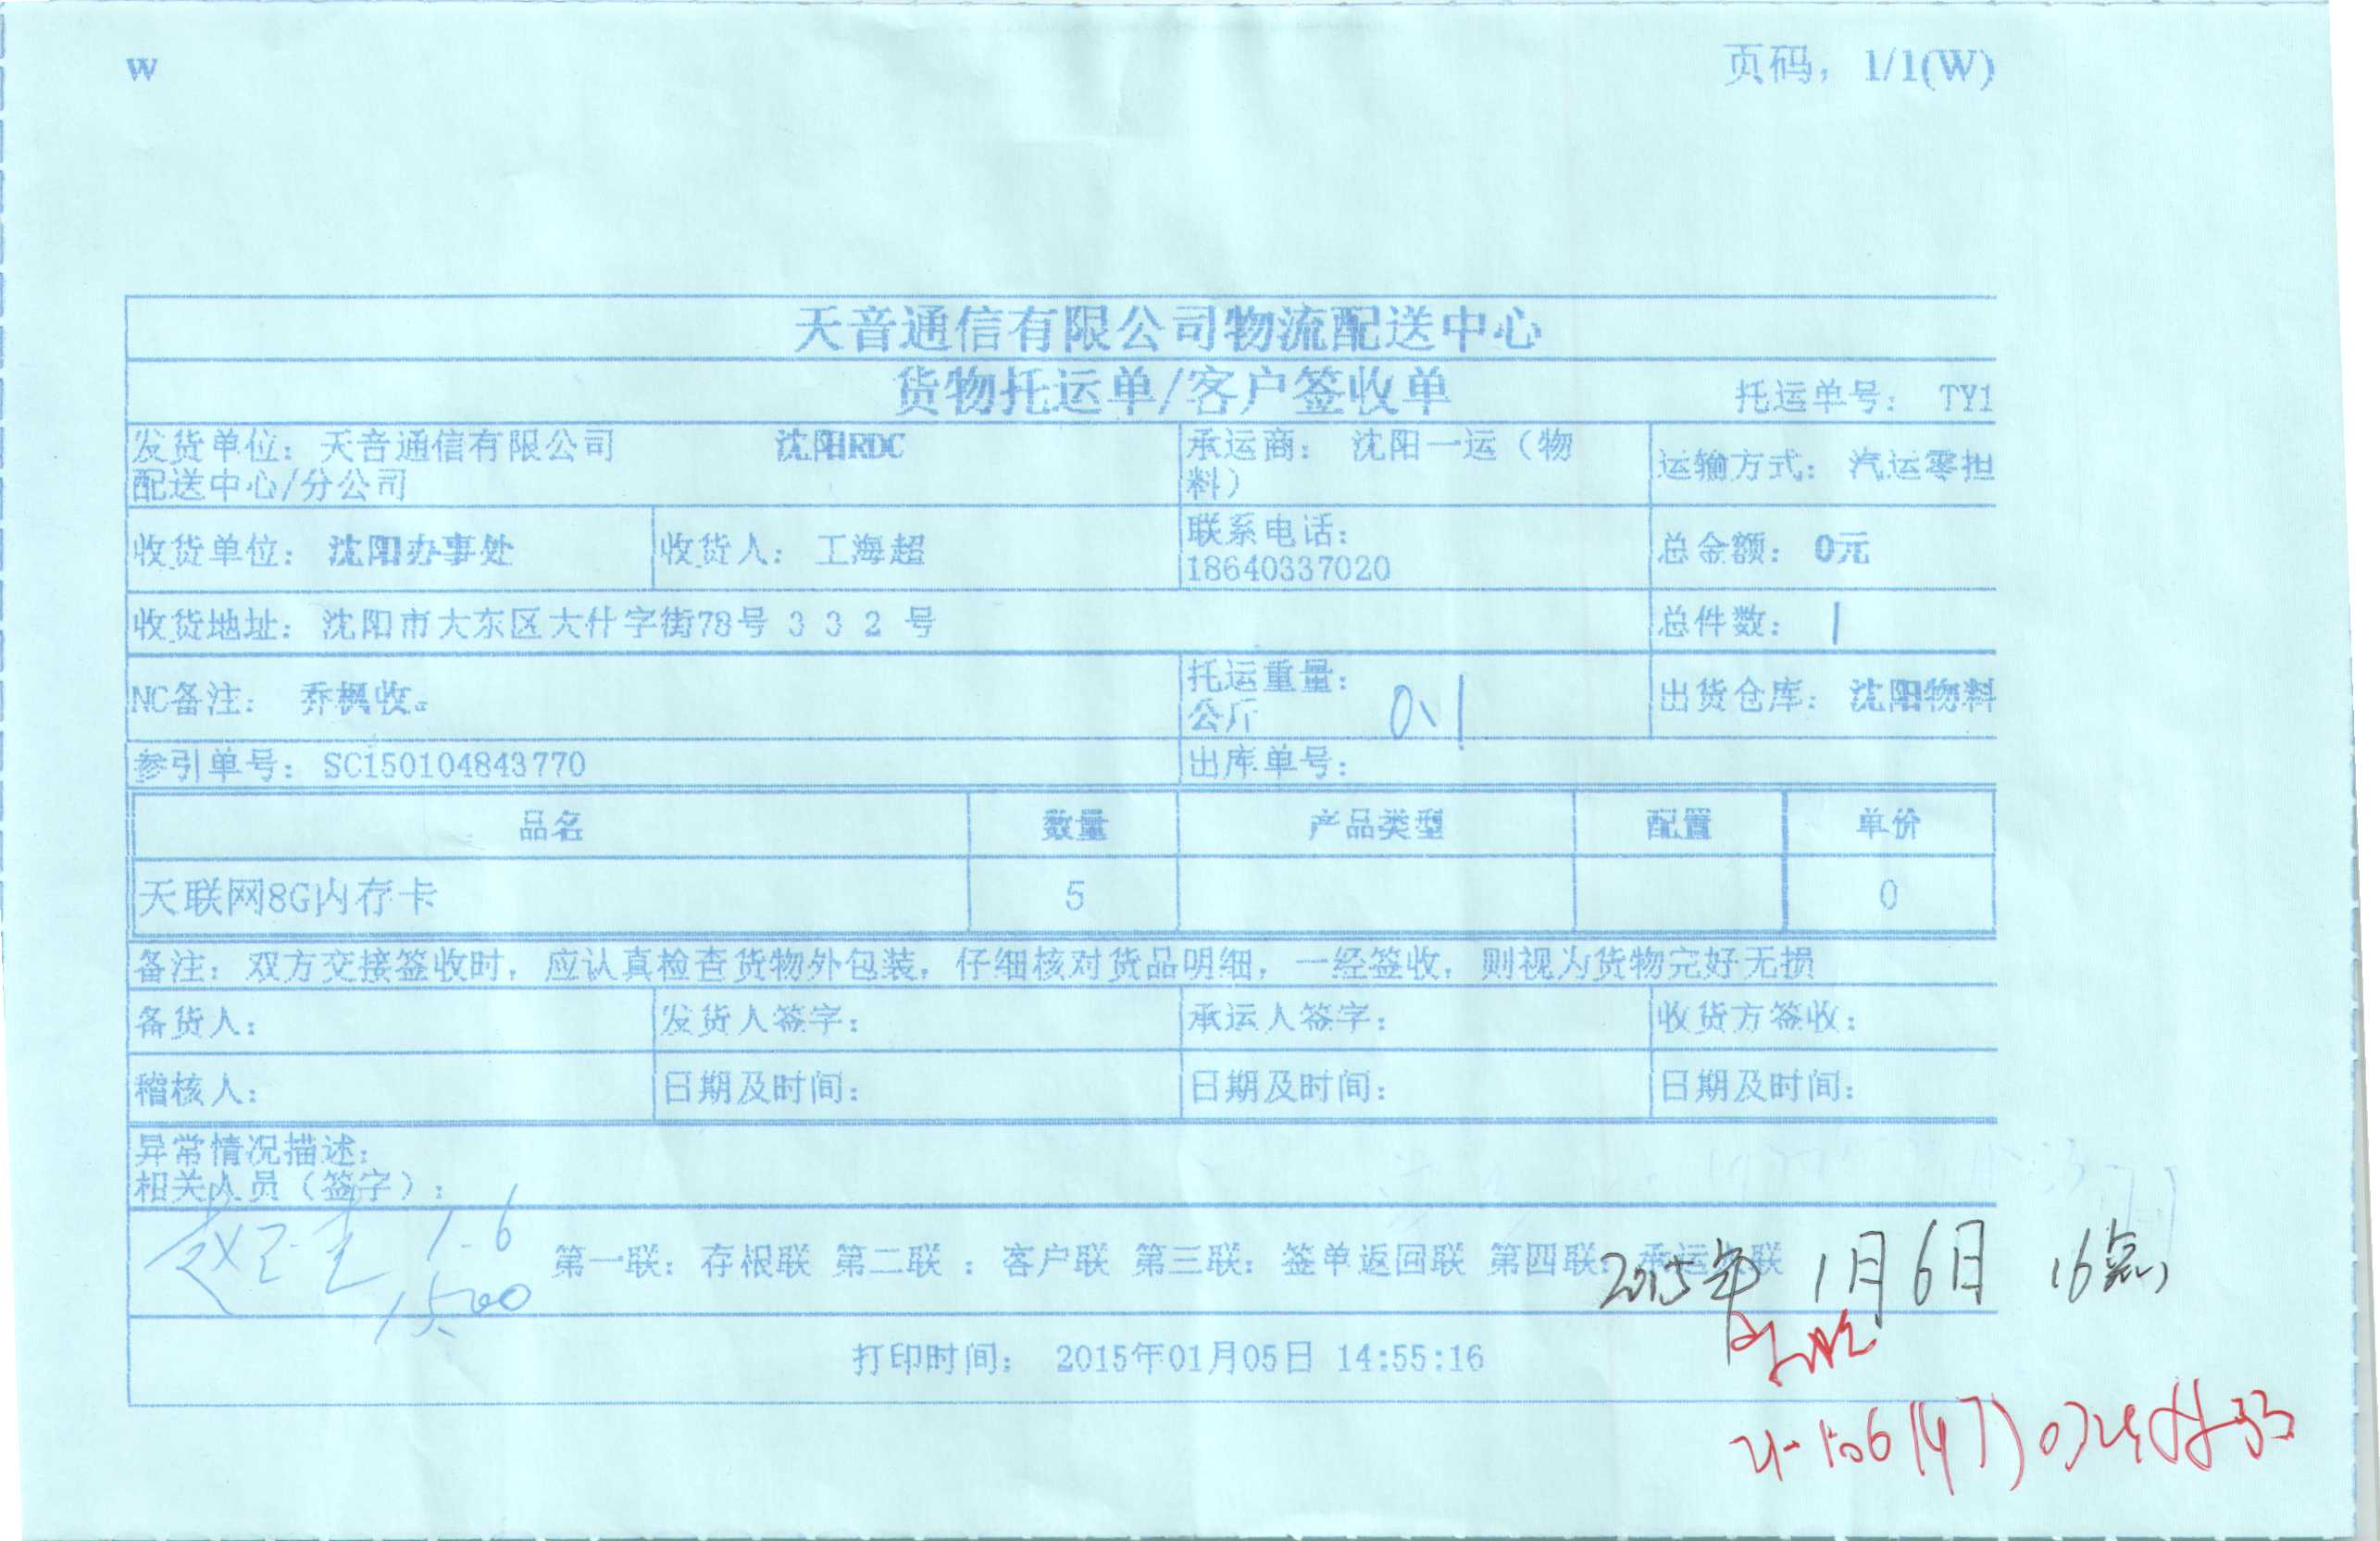 W
页码，1/1(W)
天音通信有限公司物流配送中心
货物托运单/客户签收单 托运单号： TY1
发货单位：天音通信有限公司 沈阳RDC 承运商： 沈阳一运（物 运输方式：汽运零担
配送中心/分公司 料）
收货单位：沈阳办事处 收货人：工海超 联系电话： 总金额：0元
18640337020
收货地址：沈阳市大东区大什字街78号３３２号 总件数： 1
NC备注： 乔枫收。 托运重量： 出货仓库：沈阳物料
公斤 0.1
参引单号：SC150104843770 出库单号：
品名 数量 产品类型 配置 单价
天联网8G内存卡 5 0
备注：双方交接签收时，应认真检查货物外包装，仔细核对货品明细，一经签收，则视为货物完好无损
备货人： 发货人签字： 承运人签字： 收货方签收：
稽核人： 日期及时间： 日期及时间： 日期及时间：
异常情况描述：
相关人员（签字）：
1.6
1500
第一联：存根联 第二联 ：客户联 第三联：签单返回联 第四联：承运 联
2015年 1月6日 16点
打印时间： 2015年01月05日 14:55:16